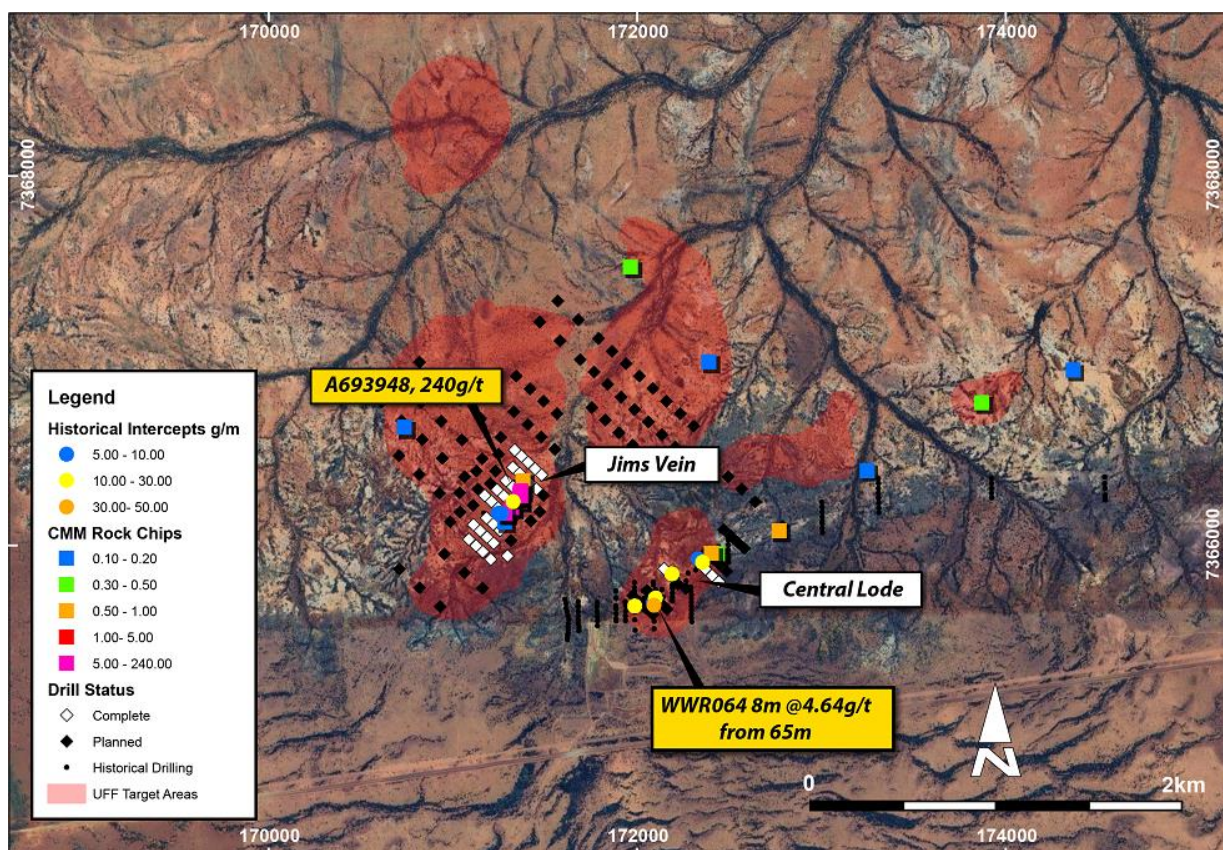 170000
172000
174000
7368000
7368000
A693948, 240g/t
Jims Vein
7366000
Central Lode
WWR064 8m @4.64g/t
from 65m
Legend
Historical Intercepts g/m
5.00 - 10.00
10.00 - 30.00
30.00- 50.00
CMM Rock Chips
0.10 - 0.20
0.30 - 0.50
0.50 - 1.00
1.00- 5.00
5.00 - 240.00
Drill Status
Complete
Planned
Historical Drilling
UFF Target Areas
N
0
2km
170000
172000
174000